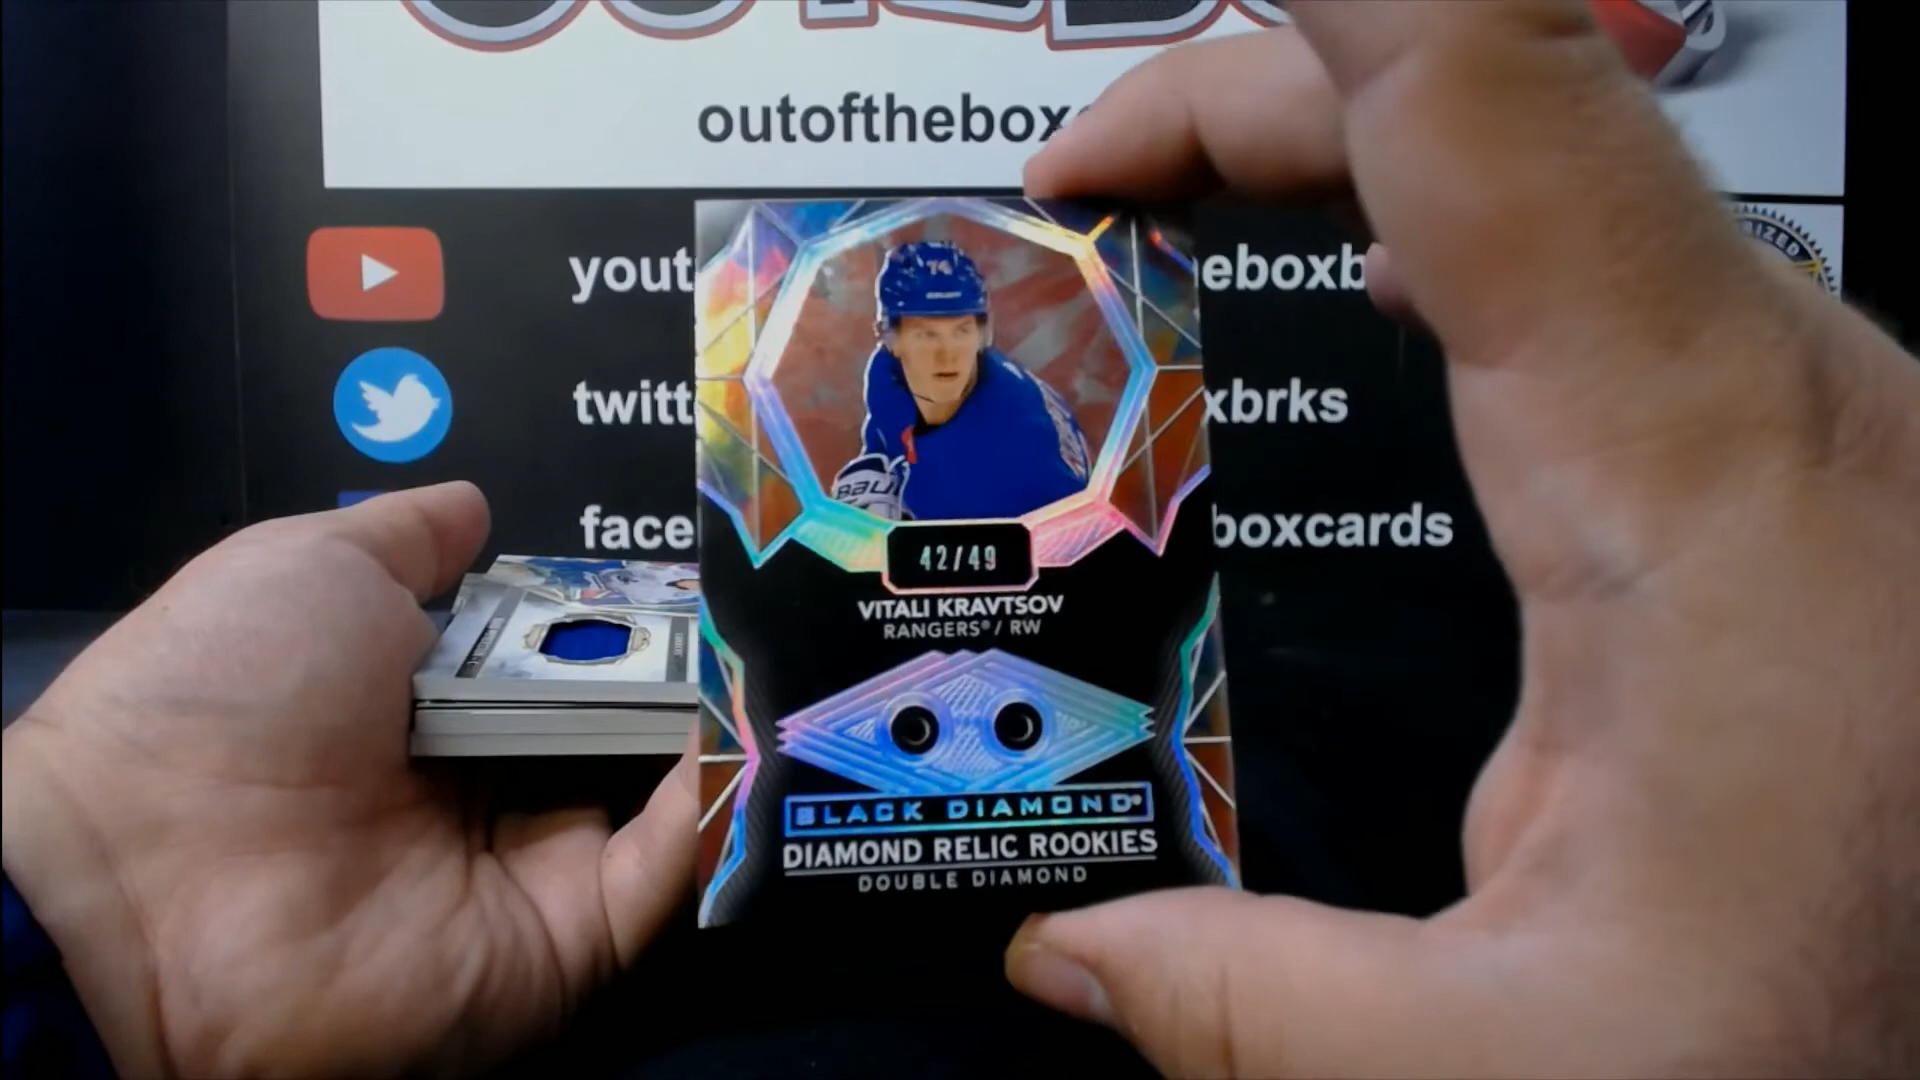 outofthebox
yout
eboxb
twitt
xbrks
face
boxcards
74
BAU
42/49
VITALI KRAVTSOV
RANGERS® / RW
BLACK DIAMOND®
DIAMOND RELIC ROOKIES
DOUBLE DIAMOND